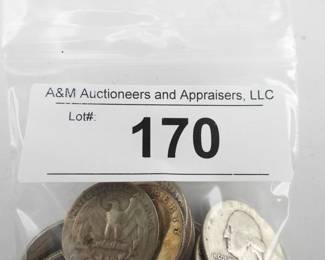 A&M Auctioneers and Appraisers, LLC
Lot#:
170